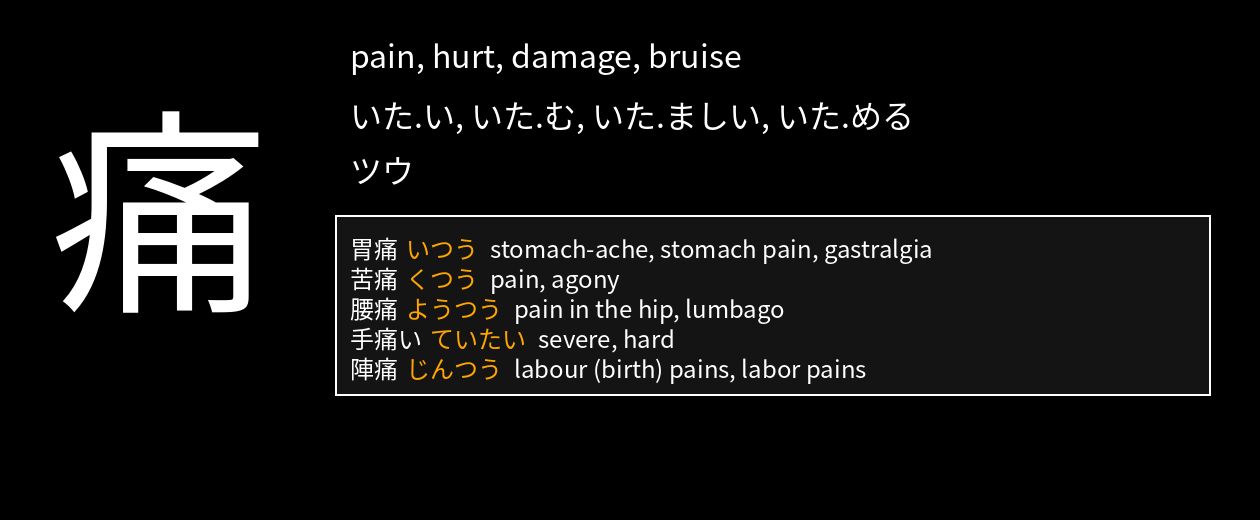 痛
pain, hurt, damage, bruise
いた.い, いた.む, いた.ましい, いた.める
ツウ
胃痛 いつう stomach-ache, stomach pain, gastralgia
苦痛 くつう pain, agony
腰痛 ようつう pain in the hip, lumbago
手痛い ていたい severe, hard
陣痛 じんつう labour (birth) pains, labor pains